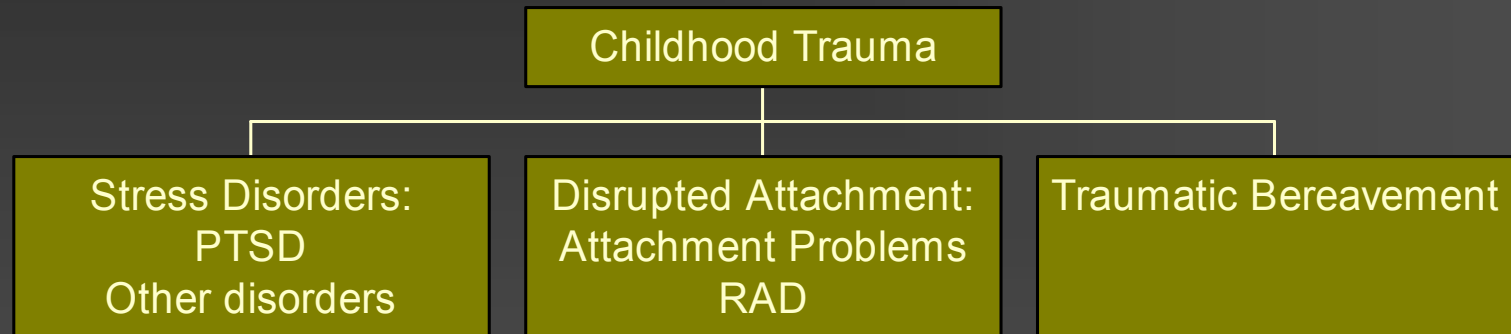 Childhood Trauma
Stress Disorders:
PTSD
Other disorders
Disrupted Attachment:
Attachment Problems
RAD
Traumatic Bereavement